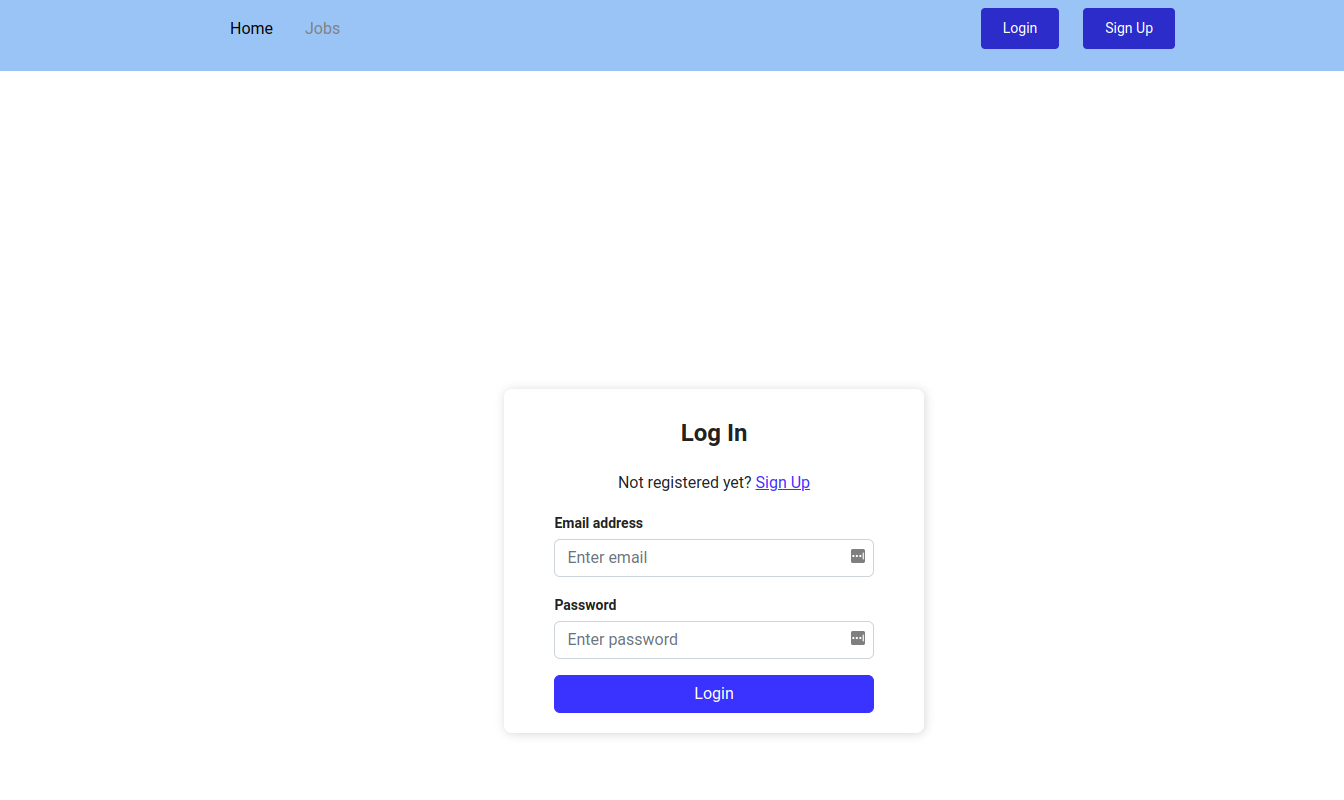 Home Jobs Login Sign Up
Log In
Not registered yet? Sign Up
Email address
Enter email
Password
Enter password
Login